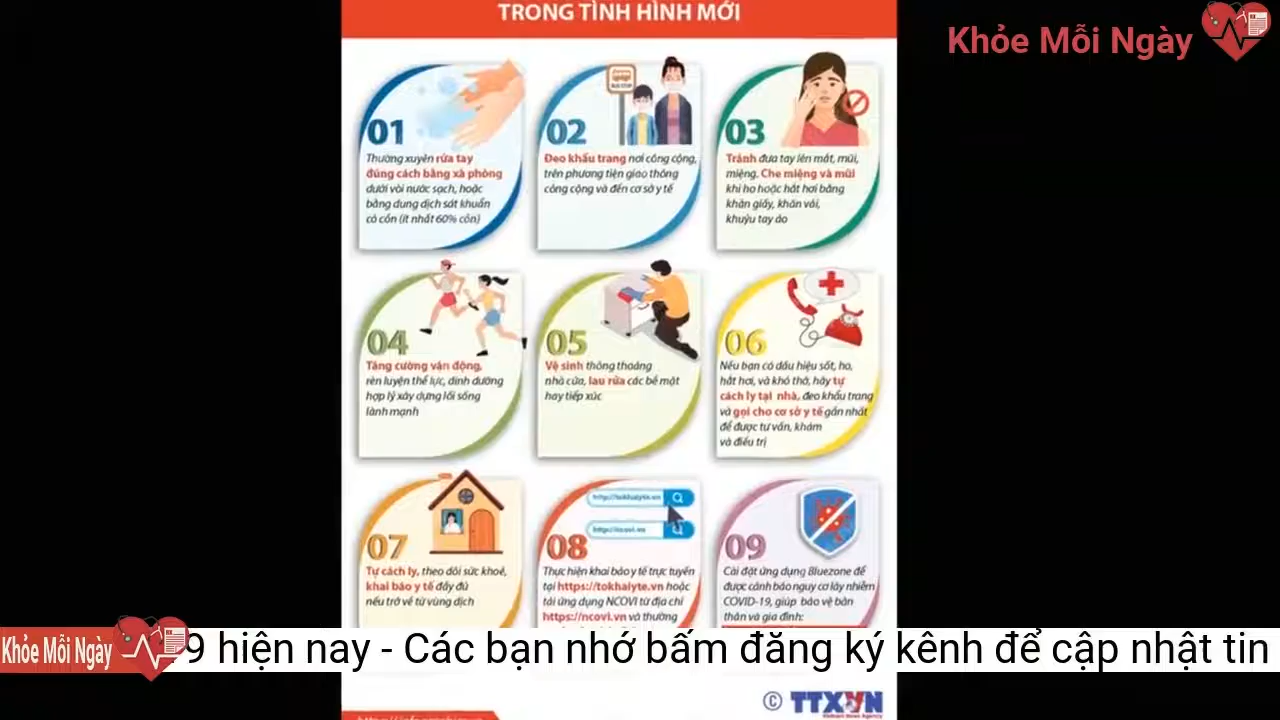 TRONG TÌNH HÌNH MỚI
Khỏe Mỗi Ngày
BUS STOP
01
Thường xuyên rửa tay
đúng cách bằng xà phòng
dưới vòi nước sạch, hoặc
bằng dung dịch sát khuẩn
có cồn (ít nhất 60% cồn)
02
Đeo khẩu trang nơi công cộng,
trên phương tiện giao thông
công cộng và đến cơ sở y tế
03
Tránh đưa tay lên mắt, mũi,
miệng. Che miệng và mũi
khi ho hoặc hắt hơi bằng
khăn giấy, khăn vải,
khuỷu tay áo
04
Tăng cường vận động,
rèn luyện thể lực, dinh dưỡng
hợp lý xây dựng lối sống
lành mạnh
05
Vệ sinh thông thoáng
nhà cửa, lau rửa các bề mặt
hay tiếp xúc
06
Nếu bạn có dấu hiệu sốt, ho,
hắt hơi, và khó thở, hãy tự
cách ly tại nhà, đeo khẩu trang
và gọi cho cơ sở y tế gần nhất
để được tư vấn, khám
và điều trị
07
Tự cách ly, theo dõi sức khoẻ,
khai báo y tế đầy đủ
nếu trở về từ vùng dịch
http://tokhaiyte.vn
http://ncovi.vn
08
Thực hiện khai báo y tế trực tuyến
tại https://tokhaiyte.vn hoặc
tải ứng dụng NCOVI từ địa chỉ
https://ncovi.vn và thường
09
Cài đặt ứng dụng Bluezone để
được cảnh báo nguy cơ lây nhiễm
COVID-19, giúp bảo vệ bản
thân và gia đình:
Khỏe Mỗi Ngày
9 hiện nay - Các bạn nhớ bấm đăng ký kênh để cập nhật tin
© TTXVN
Vietnam News Agency